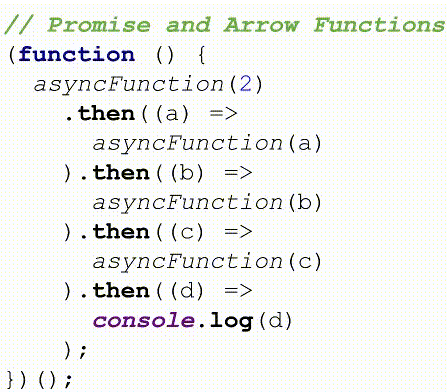 // Promise and Arrow Functions
(function () {
  asyncFunction(2)
    .then((a) =>
      asyncFunction(a)
    ).then((b) =>
      asyncFunction(b)
    ).then((c) =>
      asyncFunction(c)
    ).then((d) =>
      console.log(d)
    );
})();